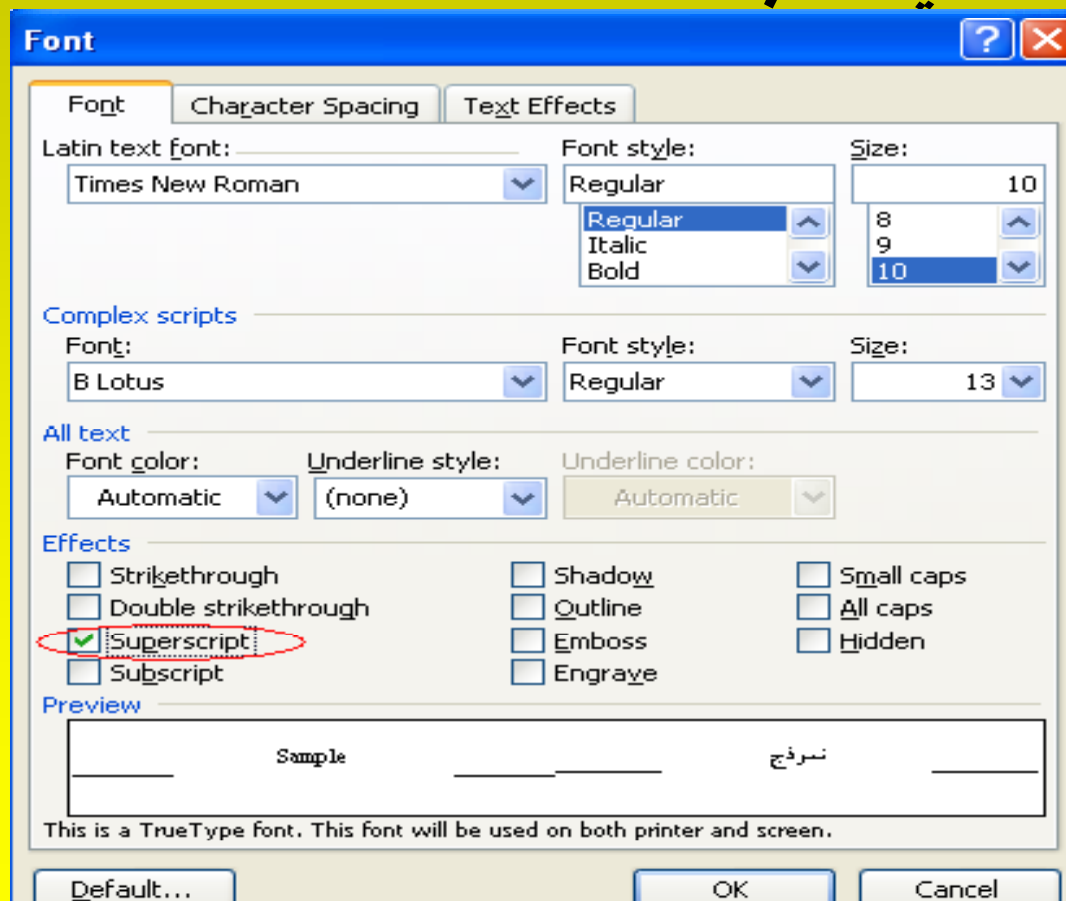 Font
Font Character Spacing Text Effects
Latin text font: Font style: Size:
Times New Roman Regular 10
Regular 8
Italic 9
Bold 10
Complex scripts
Font: Font style: Size:
B Lotus Regular 13
All text
Font color: Underline style: Underline color:
Automatic (none) Automatic
Effects
Strikethrough Shadow Small caps
Double strikethrough Outline All caps
Superscript Emboss Hidden
Subscript Engrave
Preview
Sample نمرذج
This is a TrueType font. This font will be used on both printer and screen.
Default... OK Cancel